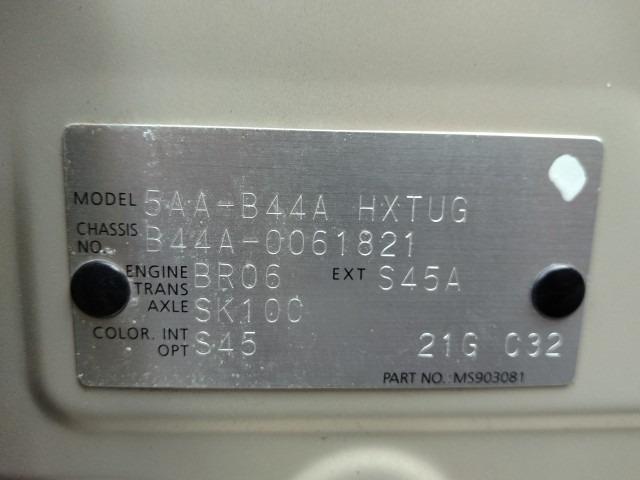 MODEL 5AA-B44A HXTUG
CHASSIS NO. B44A-0061821
ENGINE BR06 EXT S45A
TRANS AXLE SK10C
COLOR. INT S45
OPT 21G C32
PART NO. : MS903081